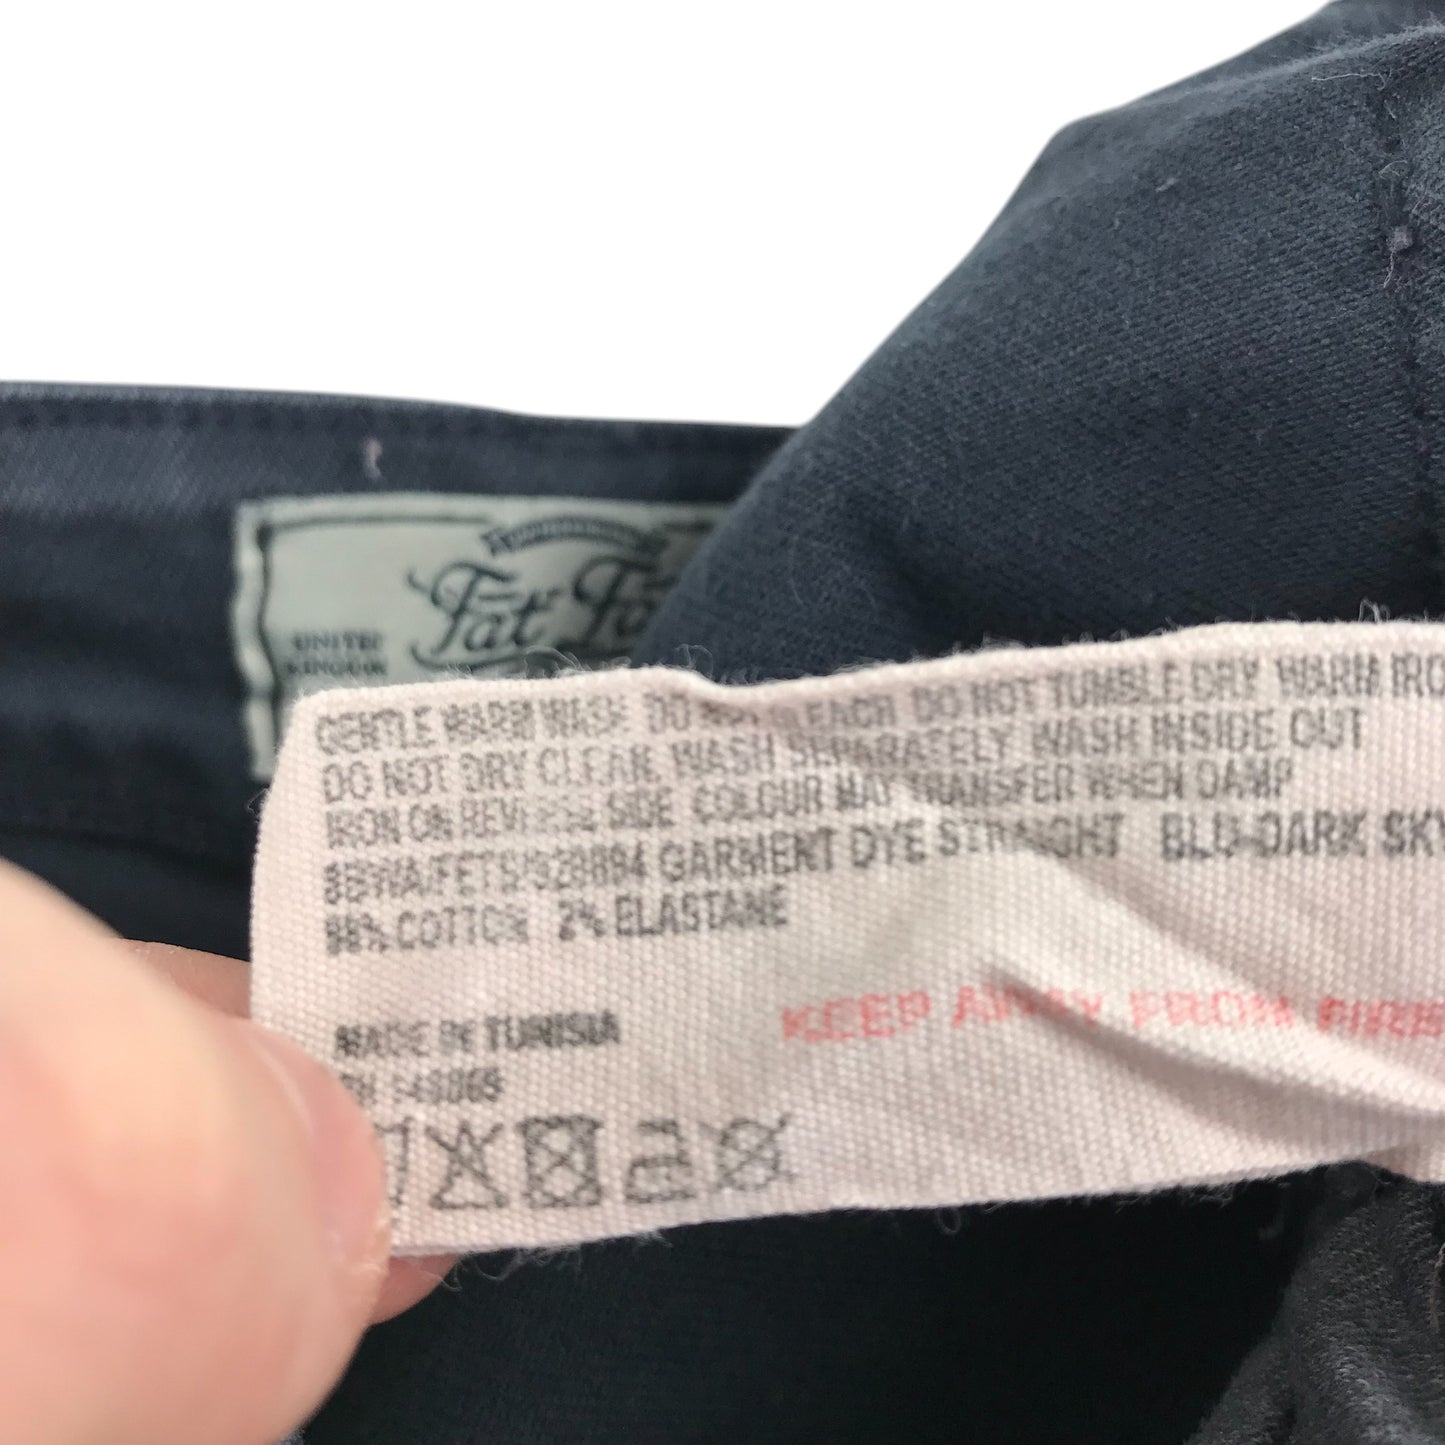 Fat Fa
UNITED
KINGDOM
GENTLE WARM WASH DO NOT BLEACH DO NOT TUMBLE DRY WARM IRO
DO NOT DRY CLEAN WASH SEPARATELY WASH INSIDE OUT
IRON ON REVERSE SIDE COLOUR MAY TRANSFER WHEN DAMP
GARMENT DYE STRAIGHT BLU-DARK SKY
98% COTTON 2% ELASTANE
MADE IN TUNISIA
KEEP AWAY FROM FIRE